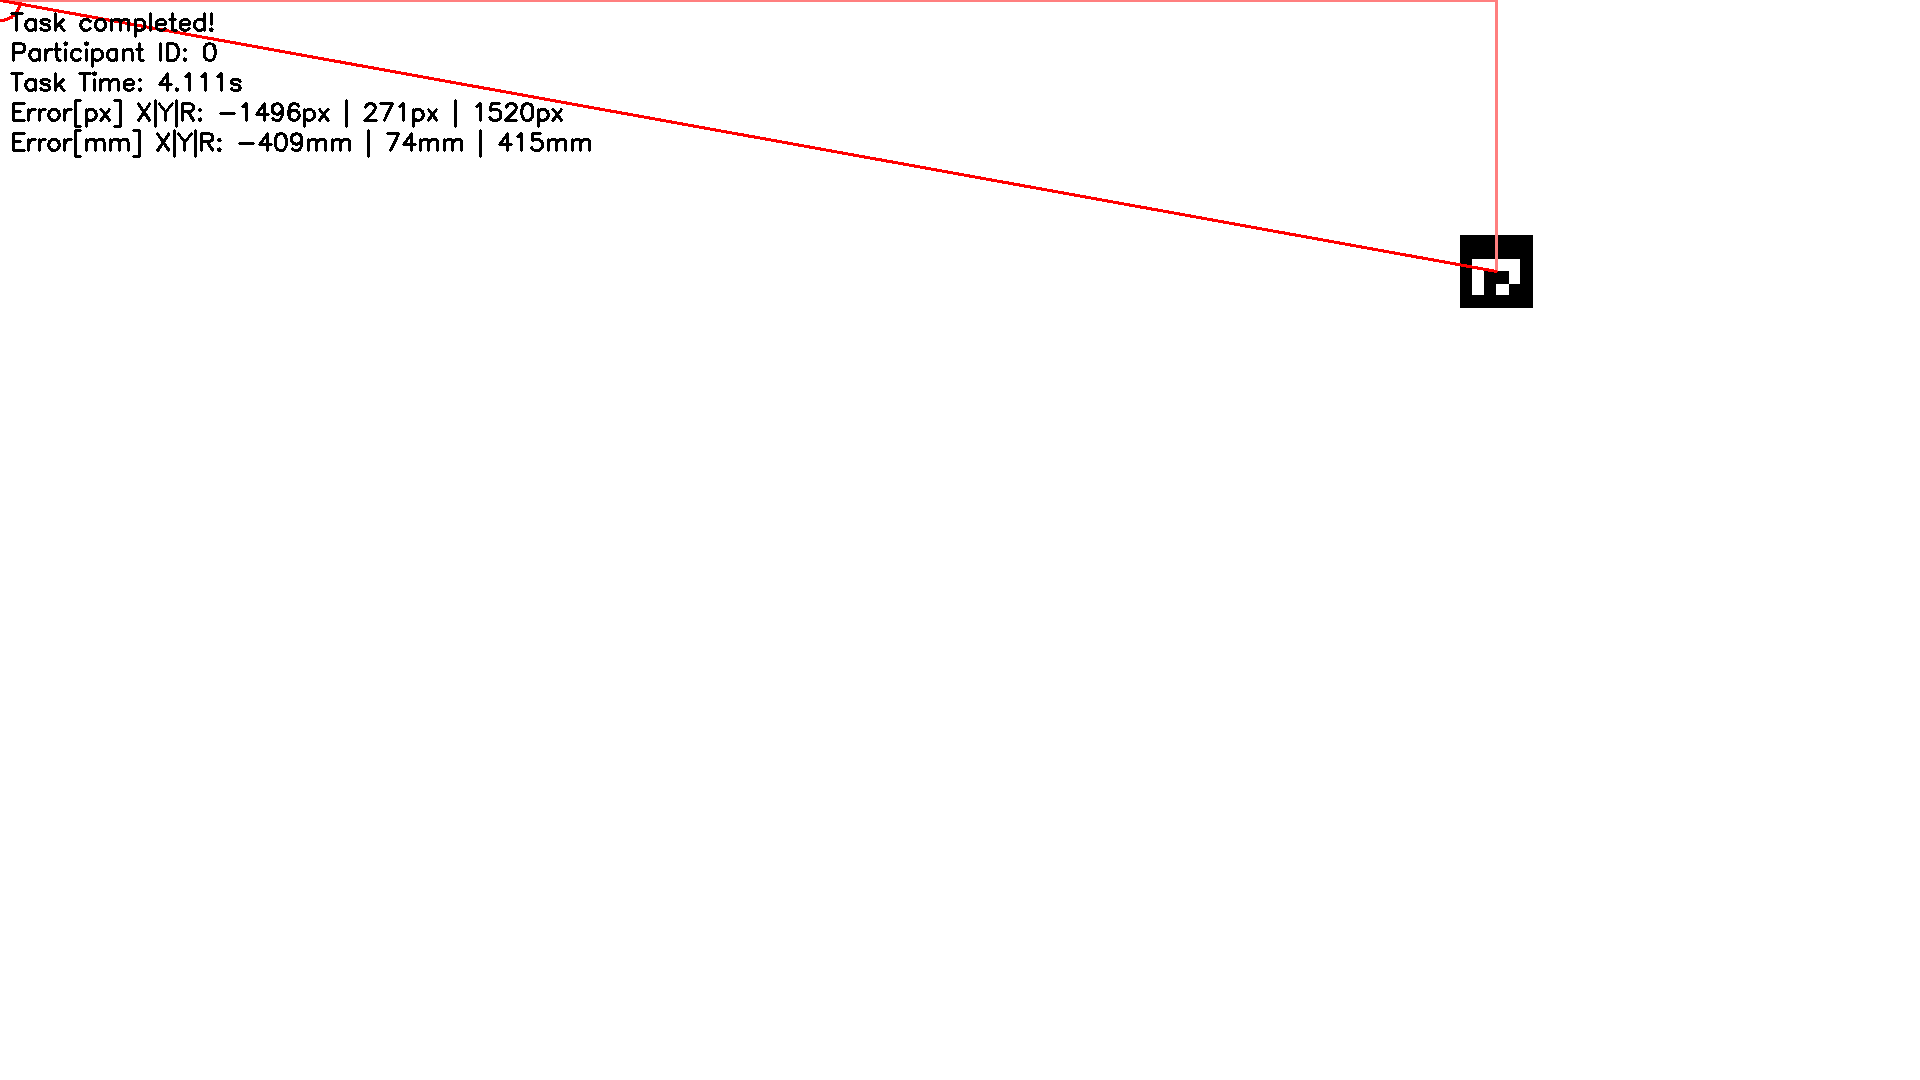 Task completed!
Participant ID: 0
Task Time: 4.111s
Error[px] X|Y|R: -1496px | 271px | 1520px
Error[mm] X|Y|R: -409mm | 74mm | 415mm